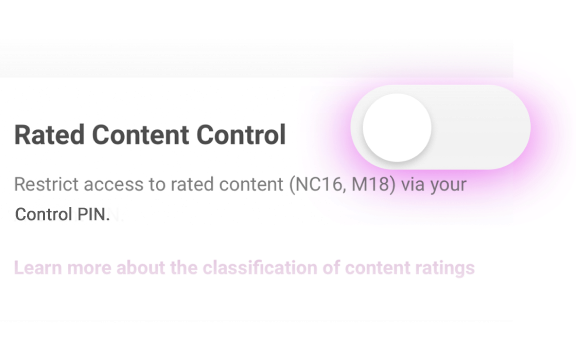 Rated Content Control
Restrict access to rated content (NC16, M18) via your
Control PIN.
Learn more about the classification of content ratings